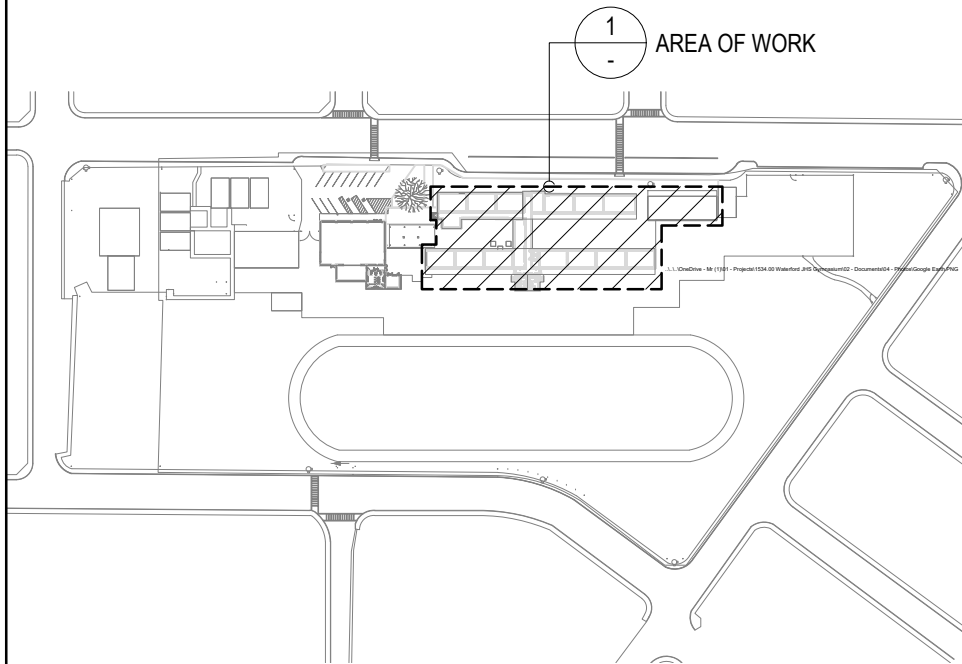 1
-
AREA OF WORK
..\..\..\OneDrive - Mr (1)\01 - Projects\1534.00 Waterford JHS Gymnasium\02 - Documents\04 - Photos\Google Earth.PNG